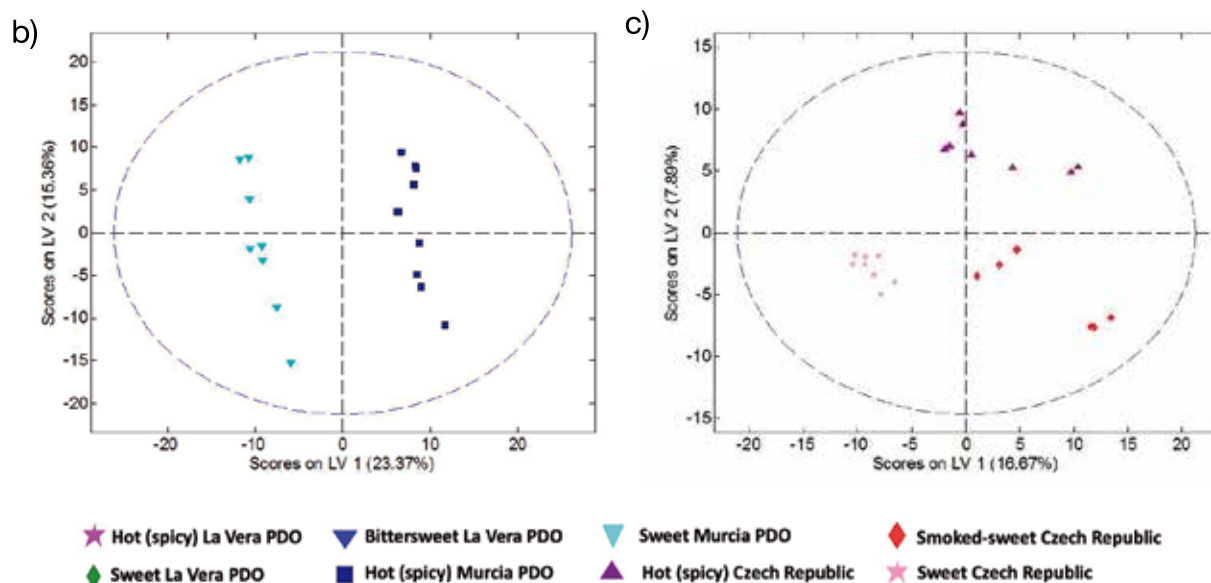 b)
20
15
10
5
0
-5
-10
-15
-20
Scores on LV 2 (15.36%)
-20
-10
0
10
20
Scores on LV 1 (23.37%)
c)
15
10
5
0
-5
-10
-15
Scores on LV 2 (7.89%)
-20
-15
-10
-5
0
5
10
15
20
Scores on LV 1 (16.67%)
Hot (spicy) La Vera PDO
Bittersweet La Vera PDO
Sweet Murcia PDO
Smoked-sweet Czech Republic
Sweet La Vera PDO
Hot (spicy) Murcia PDO
Hot (spicy) Czech Republic
Sweet Czech Republic